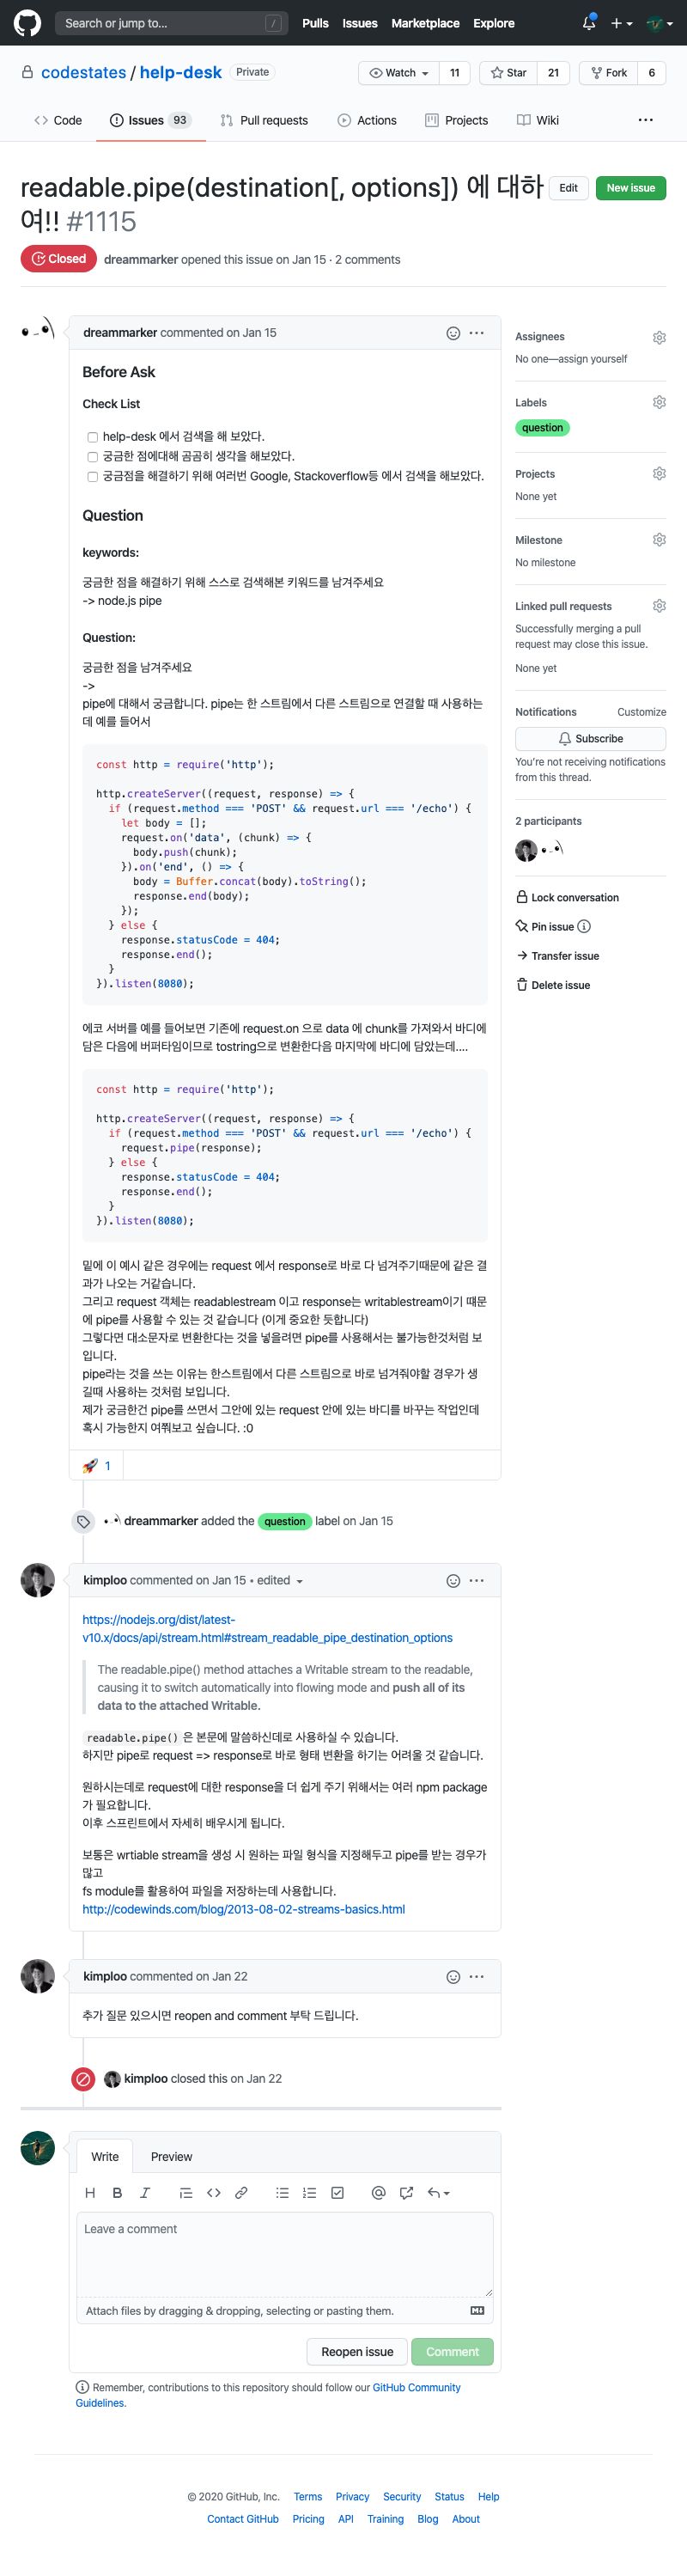 Search or jump to... /
Pulls Issues Marketplace Explore
codestates / help-desk Private
Watch 11 Star 21 Fork 6
Code Issues 93 Pull requests Actions Projects Wiki
readable.pipe(destination[, options]) 에 대하
여!! #1115
Edit New issue
Closed dreammarker opened this issue on Jan 15 · 2 comments
dreammarker commented on Jan 15
Before Ask
Check List
help-desk 에서 검색을 해 보았다.
궁금한 점에대해 곰곰히 생각을 해보았다.
궁금점을 해결하기 위해 여러번 Google, Stackoverflow등 에서 검색을 해보았다.
Question
keywords:
궁금한 점을 해결하기 위해 스스로 검색해본 키워드를 남겨주세요
-> node.js pipe
Question:
궁금한 점을 남겨주세요
->
pipe에 대해서 궁금합니다. pipe는 한 스트림에서 다른 스트림으로 연결할 때 사용하는
데 예를 들어서
const http = require('http');
http.createServer((request, response) => {
if (request.method === 'POST' && request.url === '/echo') {
let body = [];
request.on('data', (chunk) => {
body.push(chunk);
}).on('end', () => {
body = Buffer.concat(body).toString();
response.end(body);
});
} else {
response.statusCode = 404;
response.end();
}
}).listen(8080);
에코 서버를 예를 들어보면 기존에 request.on 으로 data 에 chunk를 가져와서 바디에
담은 다음에 버퍼타임이므로 tostring으로 변환한다음 마지막에 바디에 담았는데....
const http = require('http');
http.createServer((request, response) => {
if (request.method === 'POST' && request.url === '/echo') {
request.pipe(response);
} else {
response.statusCode = 404;
response.end();
}
}).listen(8080);
밑에 이 예시 같은 경우에는 request 에서 response로 바로 다 넘겨주기때문에 같은 결
과가 나오는 거같습니다.
그리고 request 객체는 readablestream 이고 response는 writablestream이기 떄문
에 pipe를 사용할 수 있는 것 같습니다 (이게 중요한 듯합니다)
그렇다면 대소문자로 변환한다는 것을 넣을려면 pipe를 사용해서는 불가능한것처럼 보
입니다.
pipe라는 것을 쓰는 이유는 한스트림에서 다른 스트림으로 바로 넘겨줘야할 경우가 생
길때 사용하는 것처럼 보입니다.
제가 궁금한건 pipe를 쓰면서 그안에 있는 request 안에 있는 바디를 바꾸는 작업인데
혹시 가능한지 여쭤보고 싶습니다. :0
1
dreammarker added the question label on Jan 15
kimploo commented on Jan 15 • edited
https://nodejs.org/dist/latest-
v10.x/docs/api/stream.html#stream_readable_pipe_destination_options
The readable.pipe() method attaches a Writable stream to the readable,
causing it to switch automatically into flowing mode and push all of its
data to the attached Writable.
readable.pipe() 은 본문에 말씀하신데로 사용하실 수 있습니다.
하지만 pipe로 request => response로 바로 형태 변환을 하기는 어려울 것 같습니다.
원하시는데로 request에 대한 response을 더 쉽게 주기 위해서는 여러 npm package
가 필요합니다.
이후 스프린트에서 자세히 배우시게 됩니다.
보통은 wrtiable stream을 생성 시 원하는 파일 형식을 지정해두고 pipe를 받는 경우가
많고
fs module를 활용하여 파일을 저장하는데 사용합니다.
http://codewinds.com/blog/2013-08-02-streams-basics.html
kimploo commented on Jan 22
추가 질문 있으시면 reopen and comment 부탁 드립니다.
kimploo closed this on Jan 22
Write Preview
H B I
Leave a comment
Attach files by dragging & dropping, selecting or pasting them.
Reopen issue Comment
Remember, contributions to this repository should follow our GitHub Community
Guidelines.
Assignees
No one—assign yourself
Labels
question
Projects
None yet
Milestone
No milestone
Linked pull requests
Successfully merging a pull
request may close this issue.
None yet
Notifications Customize
Subscribe
You're not receiving notifications
from this thread.
2 participants
Lock conversation
Pin issue
Transfer issue
Delete issue
© 2020 GitHub, Inc. Terms Privacy Security Status Help
Contact GitHub Pricing API Training Blog About